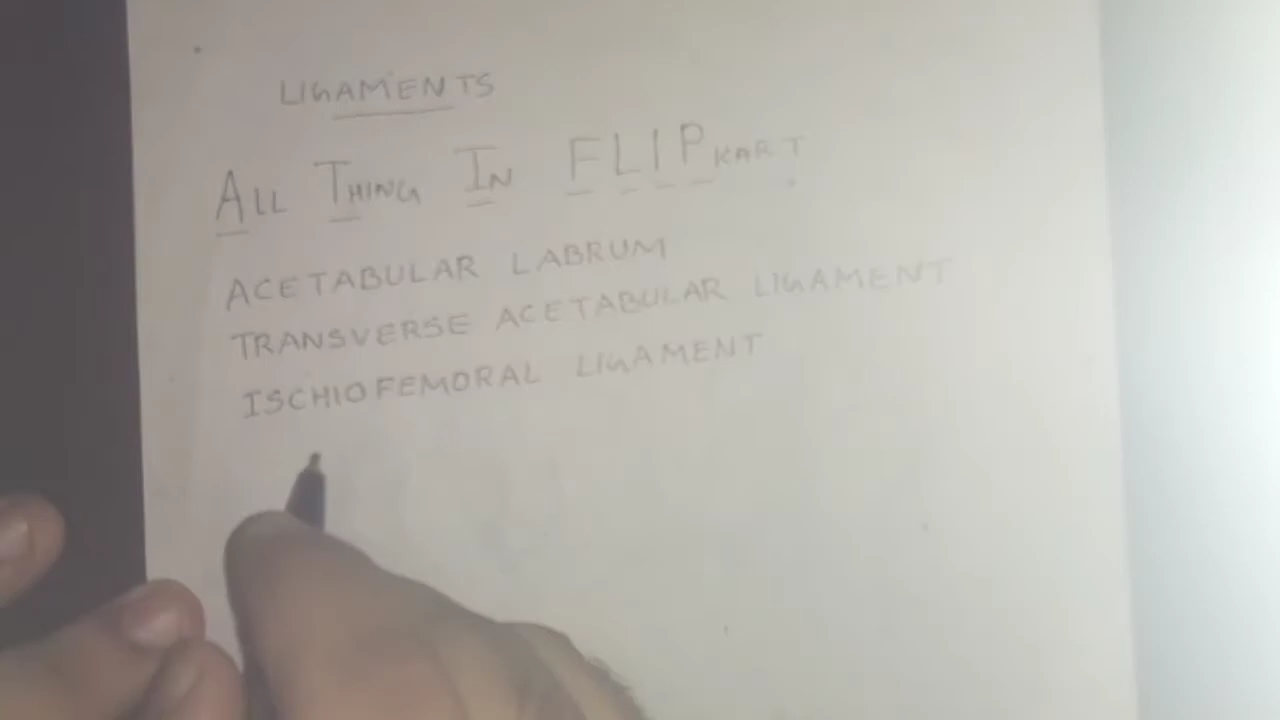 LIGAMENTS
ALL THING IN FLIPKART
ACETABULAR LABRUM
TRANSVERSE ACETABULAR LIGAMENT
ISCHIOFEMORAL LIGAMENT